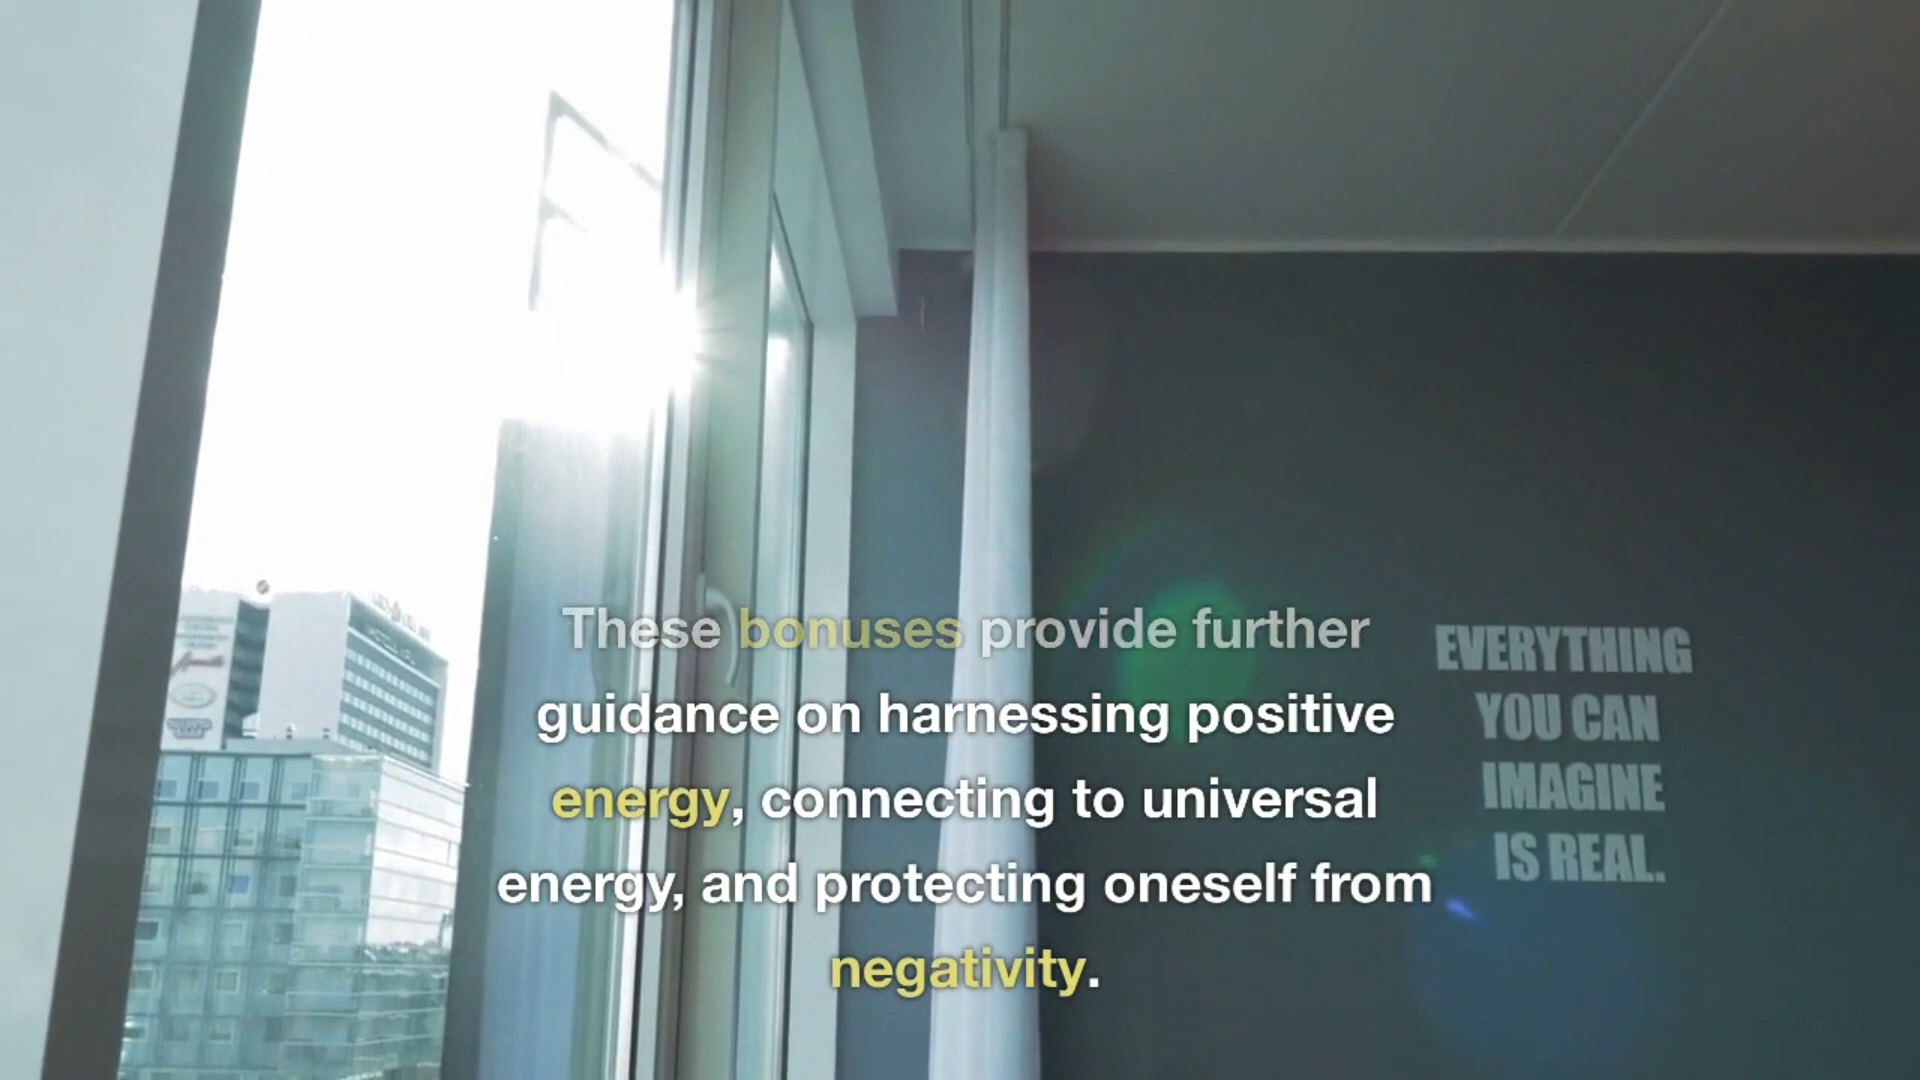 These bonuses provide further
guidance on harnessing positive
energy, connecting to universal
energy, and protecting oneself from
negativity.
EVERYTHING
YOU CAN
IMAGINE
IS REAL.